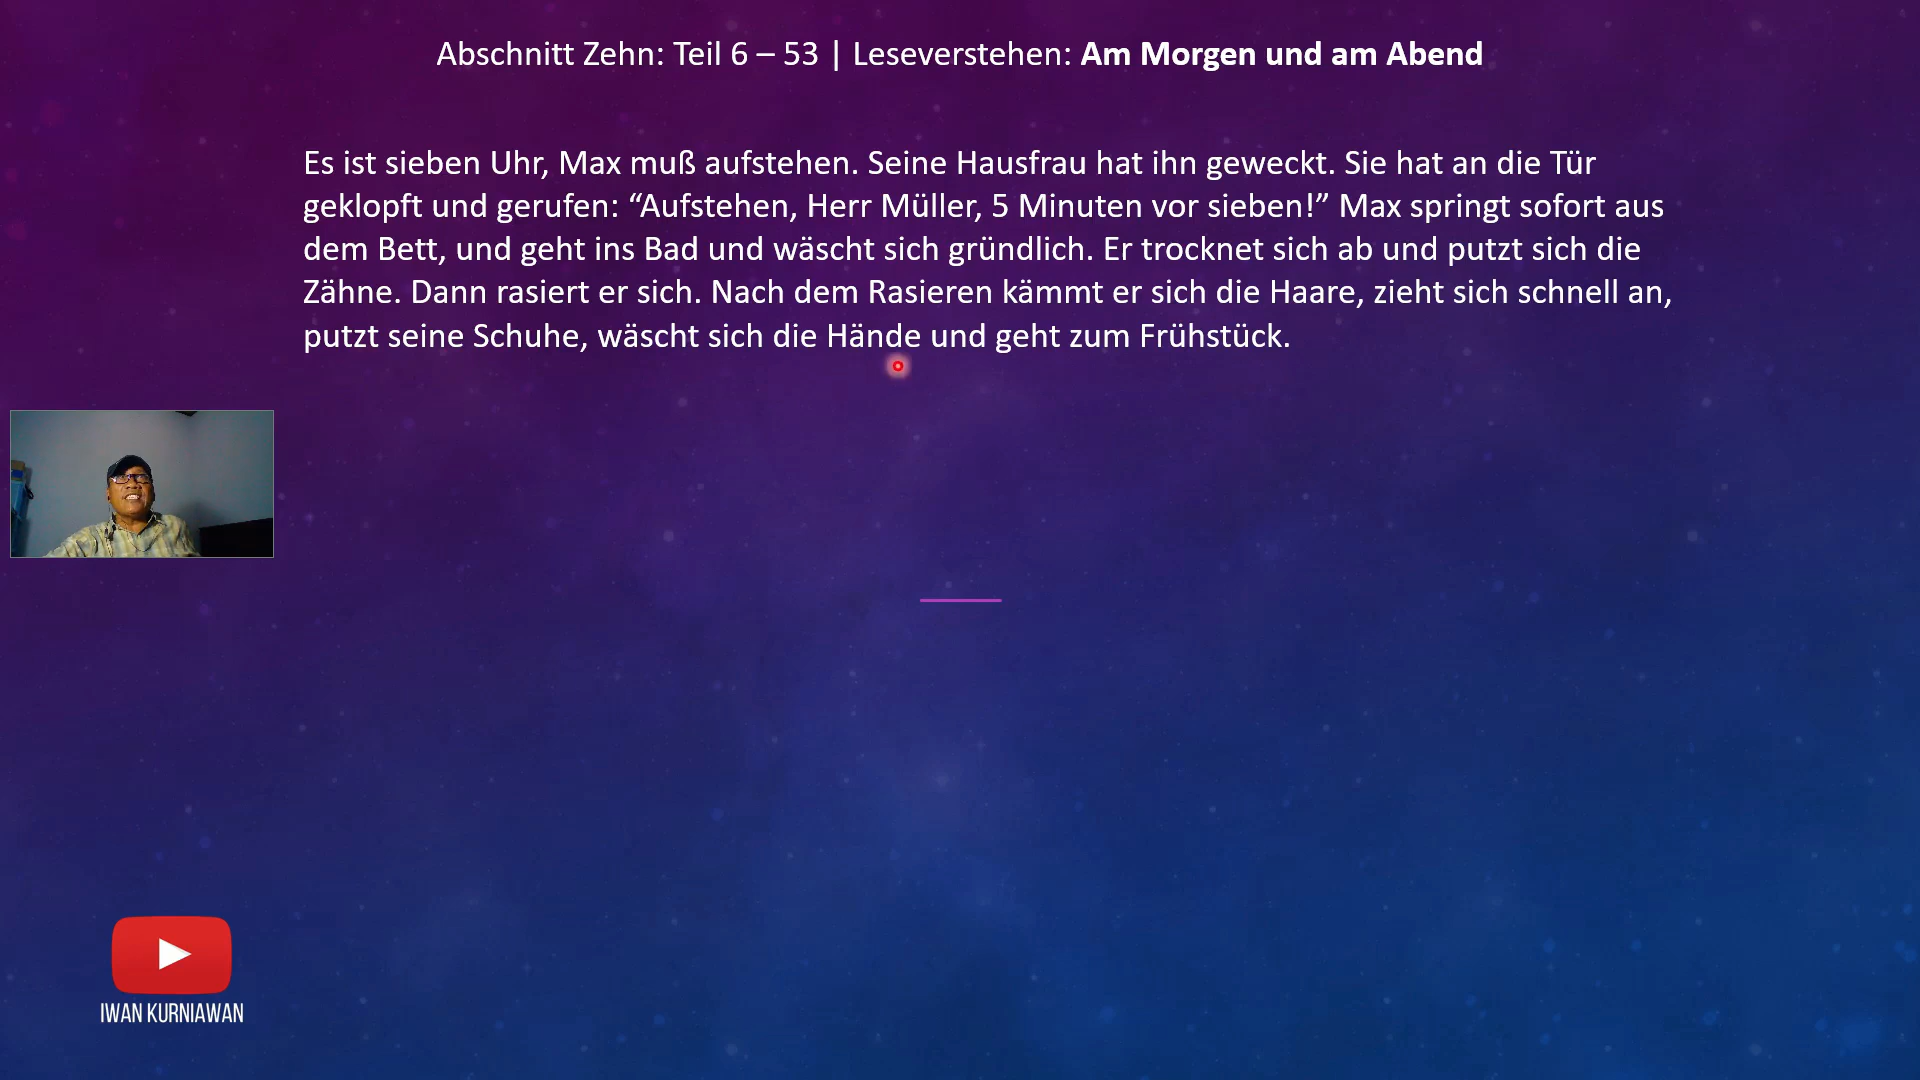 Abschnitt Zehn: Teil 6 – 53 | Leseverstehen: Am Morgen und am Abend
Es ist sieben Uhr, Max muß aufstehen. Seine Hausfrau hat ihn geweckt. Sie hat an die Tür
geklopft und gerufen: “Aufstehen, Herr Müller, 5 Minuten vor sieben!” Max springt sofort aus
dem Bett, und geht ins Bad und wäscht sich gründlich. Er trocknet sich ab und putzt sich die
Zähne. Dann rasiert er sich. Nach dem Rasieren kämmt er sich die Haare, zieht sich schnell an,
putzt seine Schuhe, wäscht sich die Hände und geht zum Frühstück.
IWAN KURNIAWAN